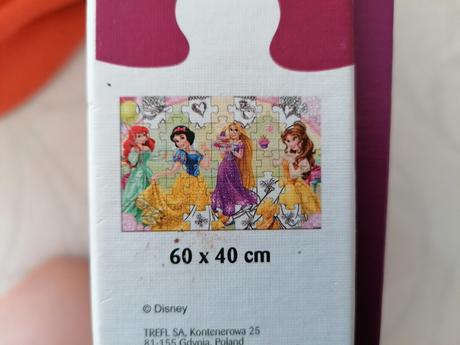 60 x 40 cm
© Disney
TREFL SA, Kontenerowa 25
81-155 Gdynia, Poland